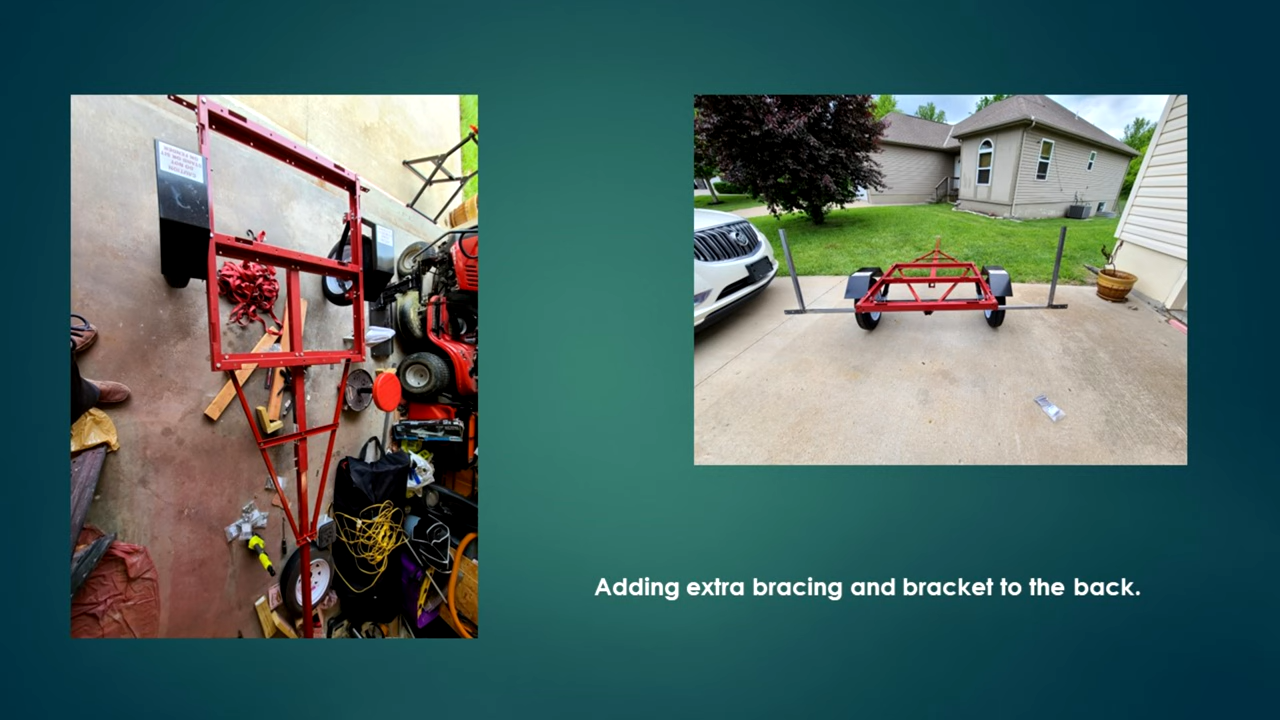 Adding extra bracing and bracket to the back.